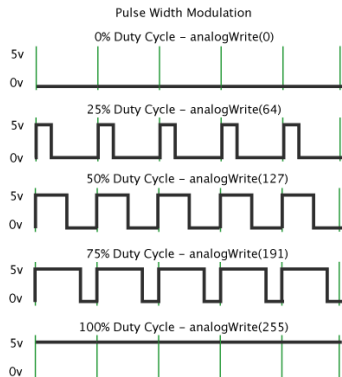 Pulse Width Modulation
0% Duty Cycle – analogWrite(0)
5v
0v
25% Duty Cycle – analogWrite(64)
5v
0v
50% Duty Cycle – analogWrite(127)
5v
0v
75% Duty Cycle – analogWrite(191)
5v
0v
100% Duty Cycle – analogWrite(255)
5v
0v